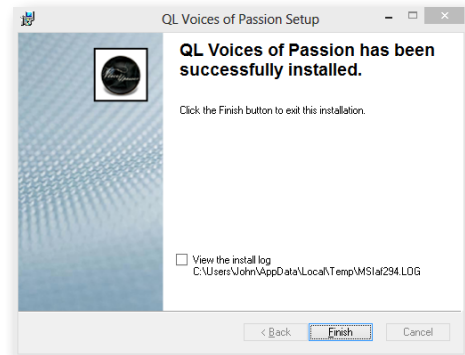 QL Voices of Passion Setup
QL Voices of Passion has been
successfully installed.
Click the Finish button to exit this installation.
View the install log
C:\Users\John\AppData\Local\Temp\MSIaf294.LOG
< Back
Finish
Cancel